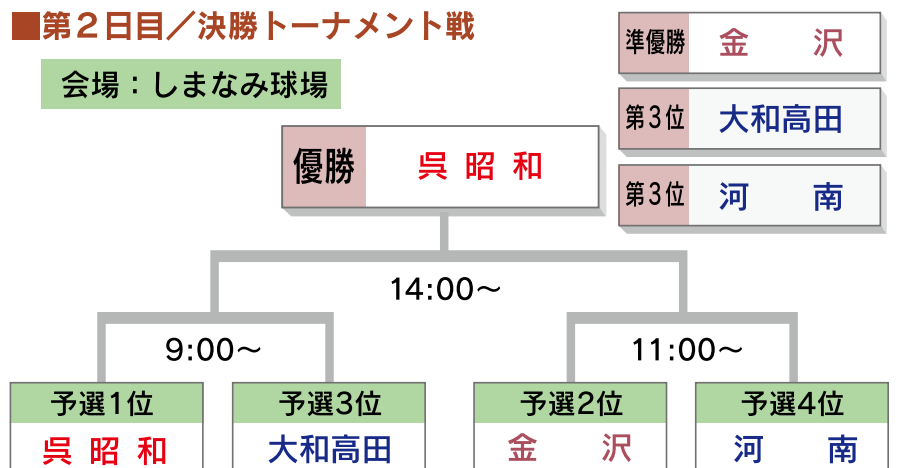 ■第２日目／決勝トーナメント戦
会場：しまなみ球場
準優勝 金 沢
第３位 大和高田
第３位 河 南
優勝 呉 昭 和
14:00～
9:00～ 11:00～
予選1位 予選3位 予選2位 予選4位
呉 昭 和 大和高田 金 沢 河 南